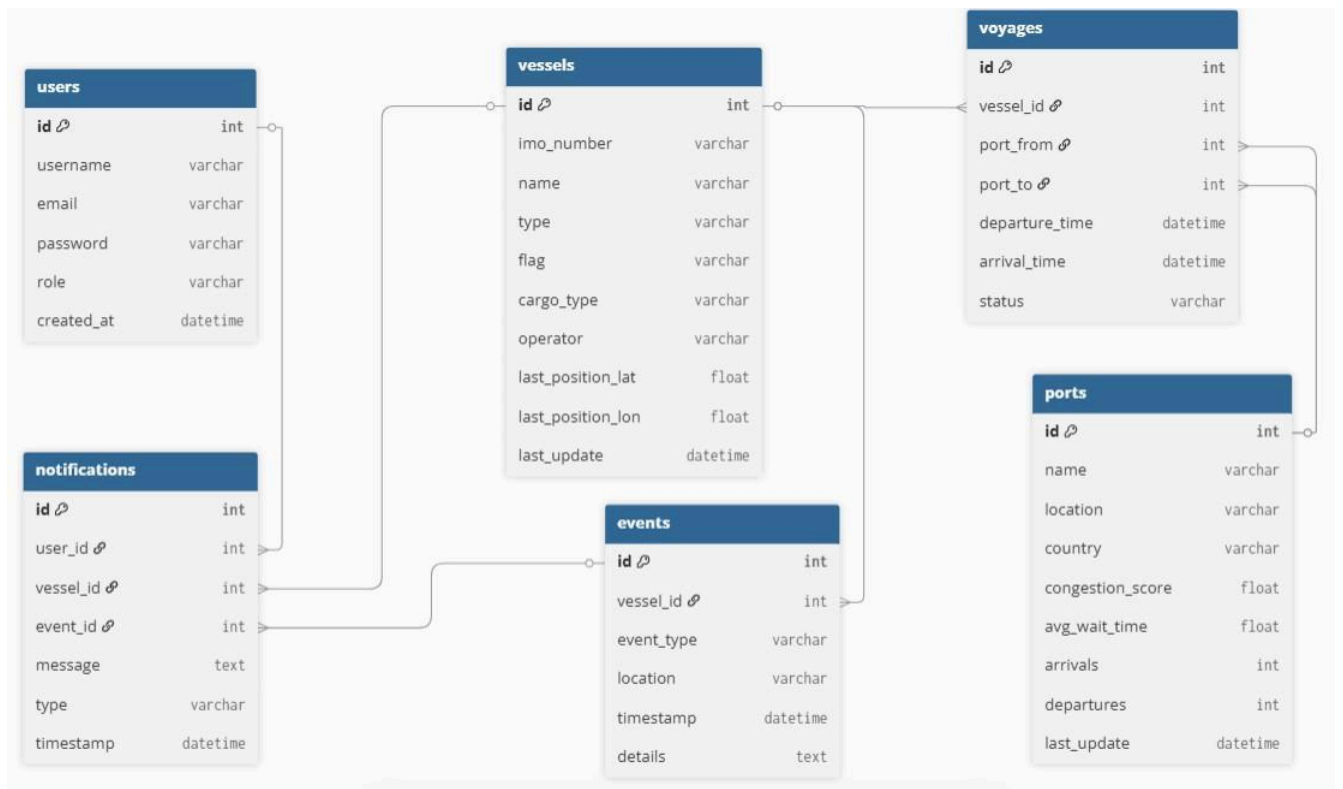 users
id int
username varchar
email varchar
password varchar
role varchar
created_at datetime
notifications
id int
user_id int
vessel_id int
event_id int
message text
type varchar
timestamp datetime
vessels
id int
imo_number varchar
name varchar
type varchar
flag varchar
cargo_type varchar
operator varchar
last_position_lat float
last_position_lon float
last_update datetime
events
id int
vessel_id int
event_type varchar
location varchar
timestamp datetime
details text
voyages
id int
vessel_id int
port_from int
port_to int
departure_time datetime
arrival_time datetime
status varchar
ports
id int
name varchar
location varchar
country varchar
congestion_score float
avg_wait_time float
arrivals int
departures int
last_update datetime